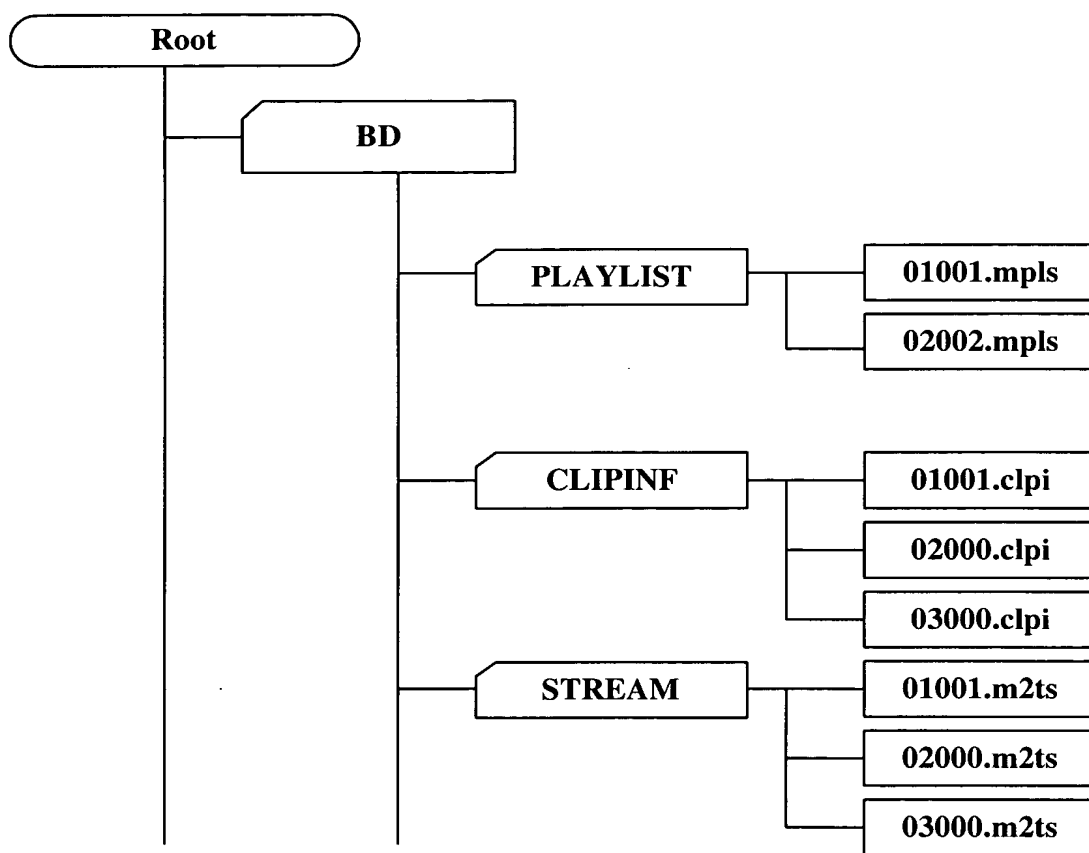 Root
BD
PLAYLIST
01001.mpls
02002.mpls
CLIPINF
01001.clpi
02000.clpi
03000.clpi
STREAM
01001.m2ts
02000.m2ts
03000.m2ts